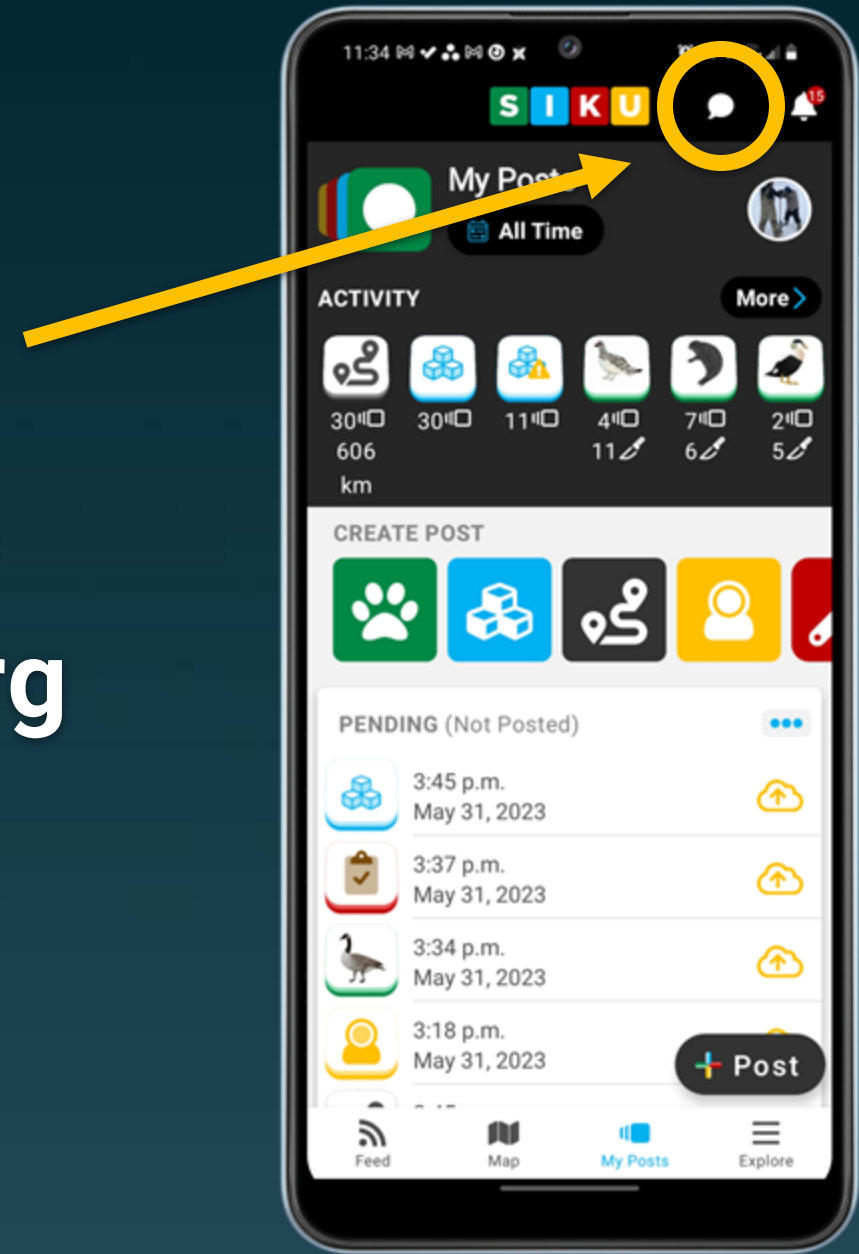 11:34
SIKU
15
My Posts
All Time
ACTIVITY
More
30 30 11 4 7 2
606 11 6 5
km
CREATE POST
rg
PENDING (Not Posted)
3:45 p.m.
May 31, 2023
3:37 p.m.
May 31, 2023
3:34 p.m.
May 31, 2023
3:18 p.m.
May 31, 2023
Post
Feed Map My Posts Explore